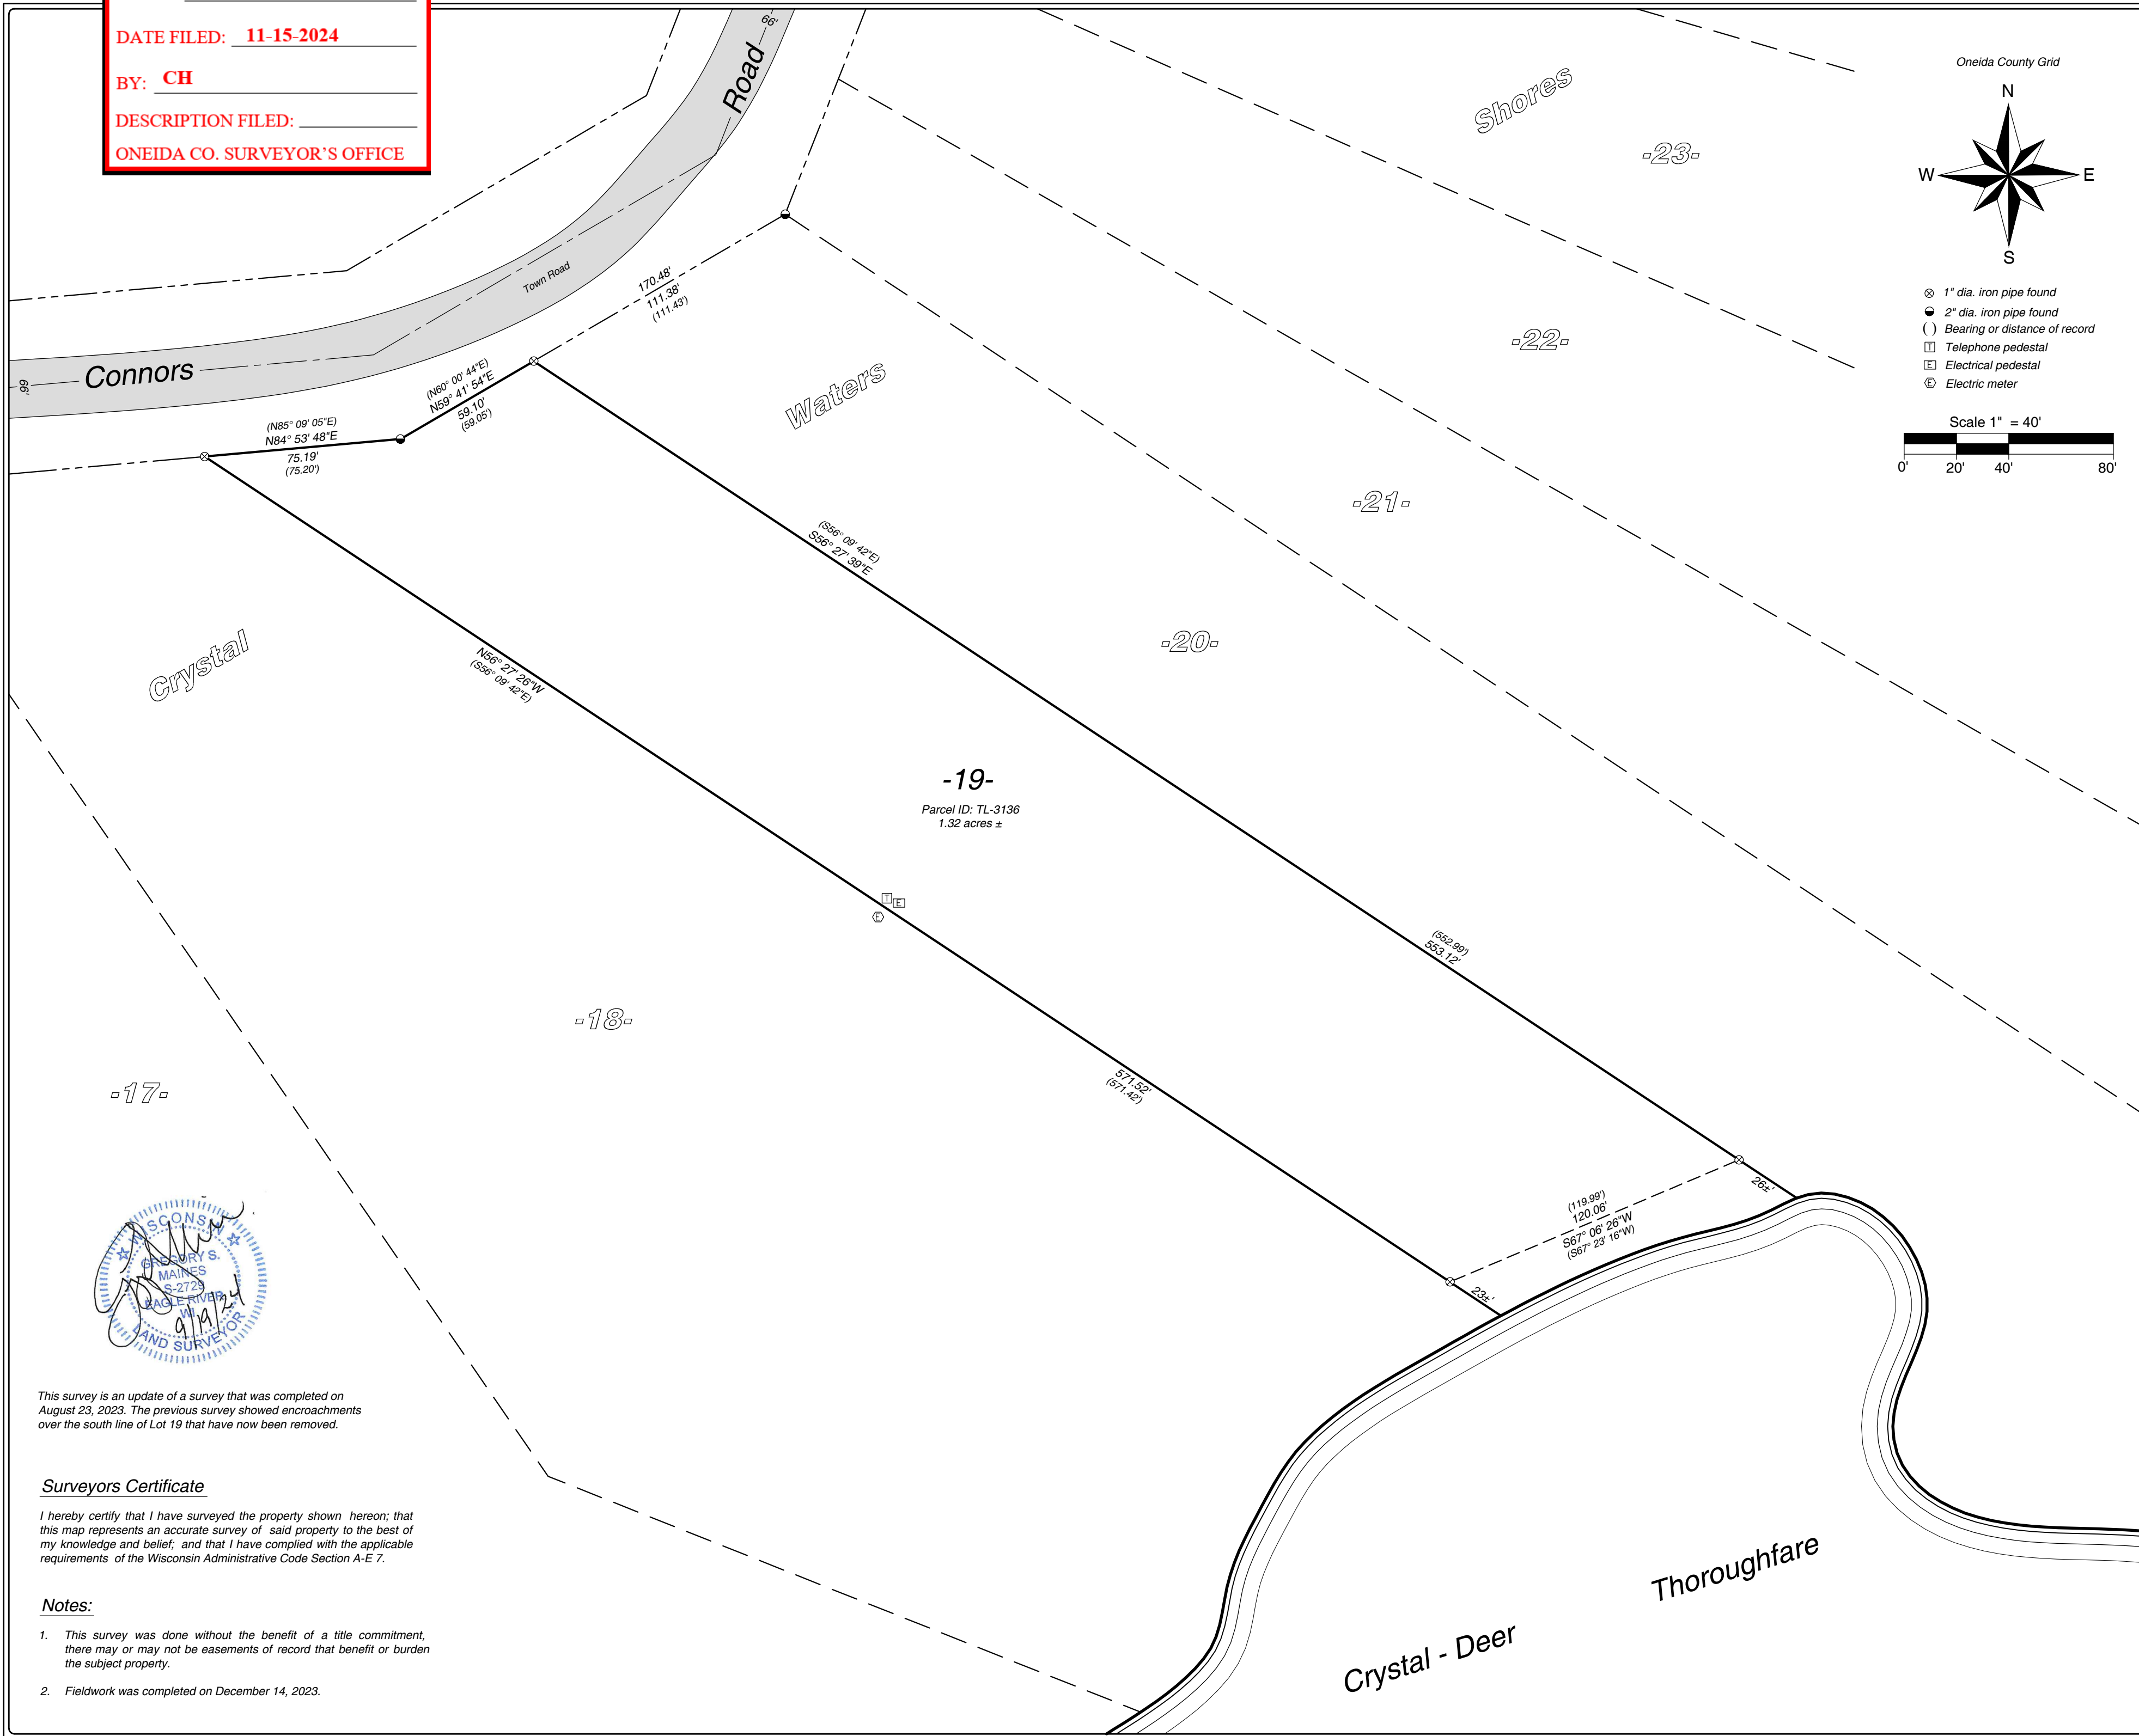 DATE FILED: 11-15-2024
BY: CH
DESCRIPTION FILED:
ONEIDA CO. SURVEYOR'S OFFICE
66'
Road
Shores
-23-
Oneida County Grid
N
W
E
S
1" dia. iron pipe found
2" dia. iron pipe found
( ) Bearing or distance of record
T Telephone pedestal
E Electrical pedestal
E Electric meter
Scale 1" = 40'
0' 20' 40' 80'
Town Road
170.48'
111.38'
(111.43')
-22-
66'
Connors
(N60° 00' 44"E)
N59° 41' 54"E
59.10'
(59.05')
Waters
(N85° 09' 05"E)
N84° 53' 48"E
75.19'
(75.20')
-21-
(S56° 09' 42"E)
S56° 27' 39"E
-20-
Crystal
N56° 27' 26"W
(S56° 09' 42"E)
-19-
Parcel ID: TL-3136
1.32 acres ±
T
E
E
(552.99')
553.12'
-18-
571.52'
(571.42')
-17-
26±'
(119.99')
120.06'
S67° 06' 26"W
(S67° 23' 16"W)
23±'
WISCONSIN
GREGORY S.
MAINES
S-2729
EAGLE RIVER
WI
9/19/24
LAND SURVEYOR
This survey is an update of a survey that was completed on
August 23, 2023. The previous survey showed encroachments
over the south line of Lot 19 that have now been removed.
Surveyors Certificate
I hereby certify that I have surveyed the property shown hereon; that
this map represents an accurate survey of said property to the best of
my knowledge and belief; and that I have complied with the applicable
requirements of the Wisconsin Administrative Code Section A-E 7.
Notes:
1. This survey was done without the benefit of a title commitment,
there may or may not be easements of record that benefit or burden
the subject property.
2. Fieldwork was completed on December 14, 2023.
Thoroughfare
Crystal - Deer